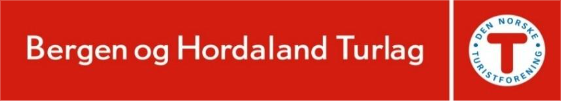 Bergen og Hordaland Turlag
DEN NORSKE
T
TURISTFORENING